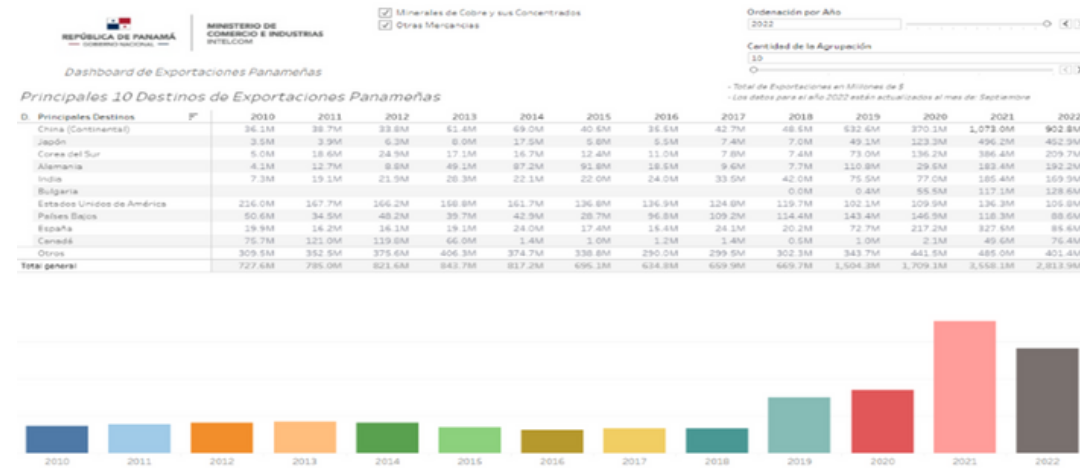 REPÚBLICA DE PANAMÁ
— GOBIERNO NACIONAL —
MINISTERIO DE
COMERCIO E INDUSTRIAS
INTELCOM
Minerales de Cobre y sus Concentrados
Otras Mercancias
Ordenación por Año
2022
Cantidad de la Agrupación
10
Dashboard de Exportaciones Panameñas
Principales 10 Destinos de Exportaciones Panameñas
- Total de Exportaciones en Millones de $
- Los datos para el año 2022 están actualizados al mes de: Septiembre
D. Principales Destinos 2010 2011 2012 2013 2014 2015 2016 2017 2018 2019 2020 2021 2022
China (Continental) 36.1M 38.7M 33.8M 61.4M 69.0M 40.6M 35.6M 42.7M 48.6M 632.6M 370.1M 1,073.0M 902.8M
Japón 3.5M 3.9M 6.3M 8.0M 17.5M 5.8M 5.5M 7.4M 7.0M 49.1M 123.3M 496.2M 452.9M
Corea del Sur 5.0M 18.6M 24.9M 17.1M 16.7M 12.4M 11.0M 7.8M 7.4M 73.0M 136.2M 386.4M 209.7M
Alemania 4.1M 12.7M 8.8M 49.1M 87.2M 91.8M 18.5M 9.6M 7.7M 110.8M 29.5M 183.4M 192.2M
India 7.3M 19.1M 21.9M 28.3M 22.1M 22.0M 24.0M 33.5M 42.0M 75.5M 77.0M 185.4M 169.9M
Bulgaria 0.0M 0.4M 55.5M 117.1M 128.6M
Estados Unidos de América 216.0M 167.7M 166.2M 158.8M 161.7M 136.8M 136.9M 124.8M 119.7M 102.1M 109.9M 136.3M 105.8M
Países Bajos 50.6M 34.5M 48.2M 39.7M 42.9M 28.7M 96.8M 109.2M 114.4M 143.4M 146.9M 118.3M 88.6M
España 19.9M 16.2M 16.1M 19.1M 24.0M 17.4M 15.4M 24.1M 20.2M 72.7M 217.2M 327.5M 85.6M
Canadá 75.7M 121.0M 119.8M 66.0M 1.4M 1.0M 1.2M 1.4M 0.5M 1.0M 2.1M 49.6M 76.4M
Otros 309.5M 352.5M 375.6M 406.3M 374.7M 338.8M 290.0M 299.5M 302.3M 343.7M 441.5M 485.0M 401.4M
Total general 727.6M 785.0M 821.6M 843.7M 817.2M 695.1M 634.8M 659.9M 669.7M 1,504.3M 1,709.1M 3,558.1M 2,813.9M
2010 2011 2012 2013 2014 2015 2016 2017 2018 2019 2020 2021 2022